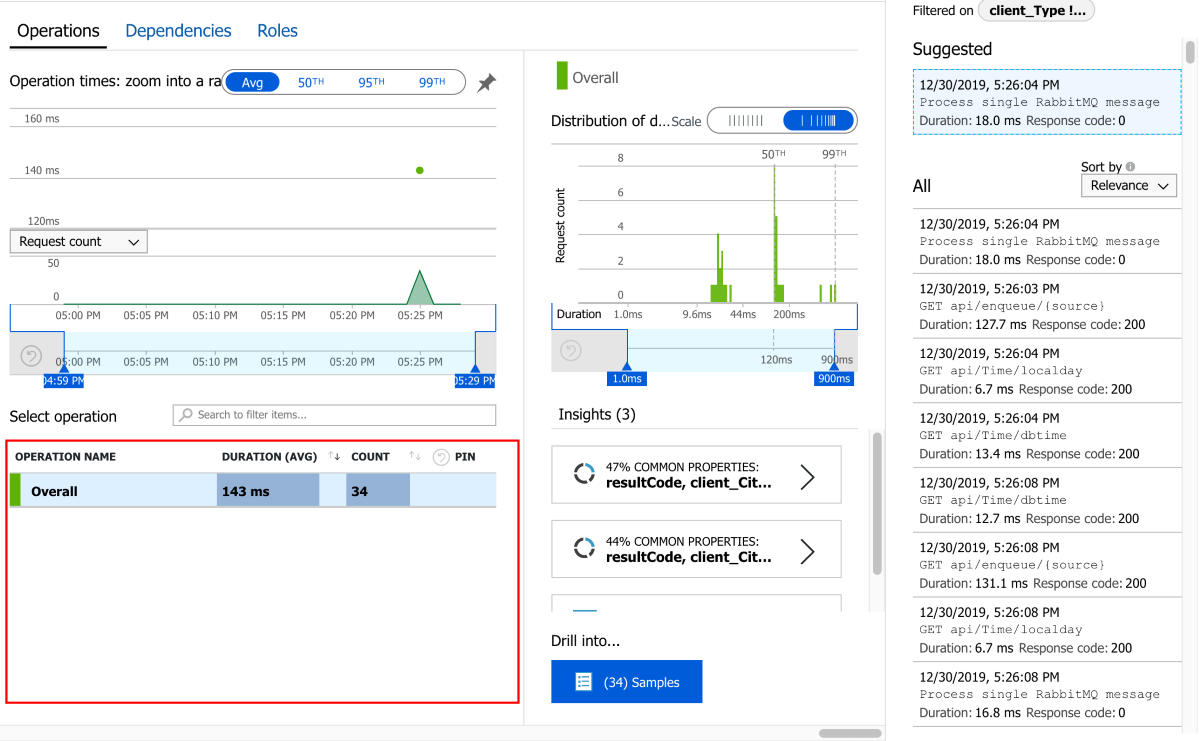 Operations
Dependencies
Roles
Operation times: zoom into a ra
Avg
50TH
95TH
99TH
160 ms
140 ms
120ms
Request count
50
0
05:00 PM
05:05 PM
05:10 PM
05:15 PM
05:20 PM
05:25 PM
05:00 PM
05:05 PM
05:10 PM
05:15 PM
05:20 PM
05:25 PM
04:59 PM
05:29 PM
Select operation
Search to filter items...
OPERATION NAME
DURATION (AVG)
COUNT
PIN
Overall
143 ms
34
Overall
Distribution of d...
Scale
50TH
99TH
Request count
8
6
4
2
0
Duration
1.0ms
9.6ms
44ms
200ms
120ms
900ms
1.0ms
900ms
Insights (3)
47% COMMON PROPERTIES:
resultCode, client_Cit...
44% COMMON PROPERTIES:
resultCode, client_Cit...
Drill into...
(34) Samples
Filtered on client_Type !...
Suggested
12/30/2019, 5:26:04 PM
Process single RabbitMQ message
Duration: 18.0 ms Response code: 0
Sort by
All
Relevance
12/30/2019, 5:26:04 PM
Process single RabbitMQ message
Duration: 18.0 ms Response code: 0
12/30/2019, 5:26:03 PM
GET api/enqueue/{source}
Duration: 127.7 ms Response code: 200
12/30/2019, 5:26:04 PM
GET api/Time/localday
Duration: 6.7 ms Response code: 200
12/30/2019, 5:26:04 PM
GET api/Time/dbtime
Duration: 13.4 ms Response code: 200
12/30/2019, 5:26:08 PM
GET api/Time/dbtime
Duration: 12.7 ms Response code: 200
12/30/2019, 5:26:08 PM
GET api/enqueue/{source}
Duration: 131.1 ms Response code: 200
12/30/2019, 5:26:08 PM
GET api/Time/localday
Duration: 6.7 ms Response code: 200
12/30/2019, 5:26:08 PM
Process single RabbitMQ message
Duration: 16.8 ms Response code: 0